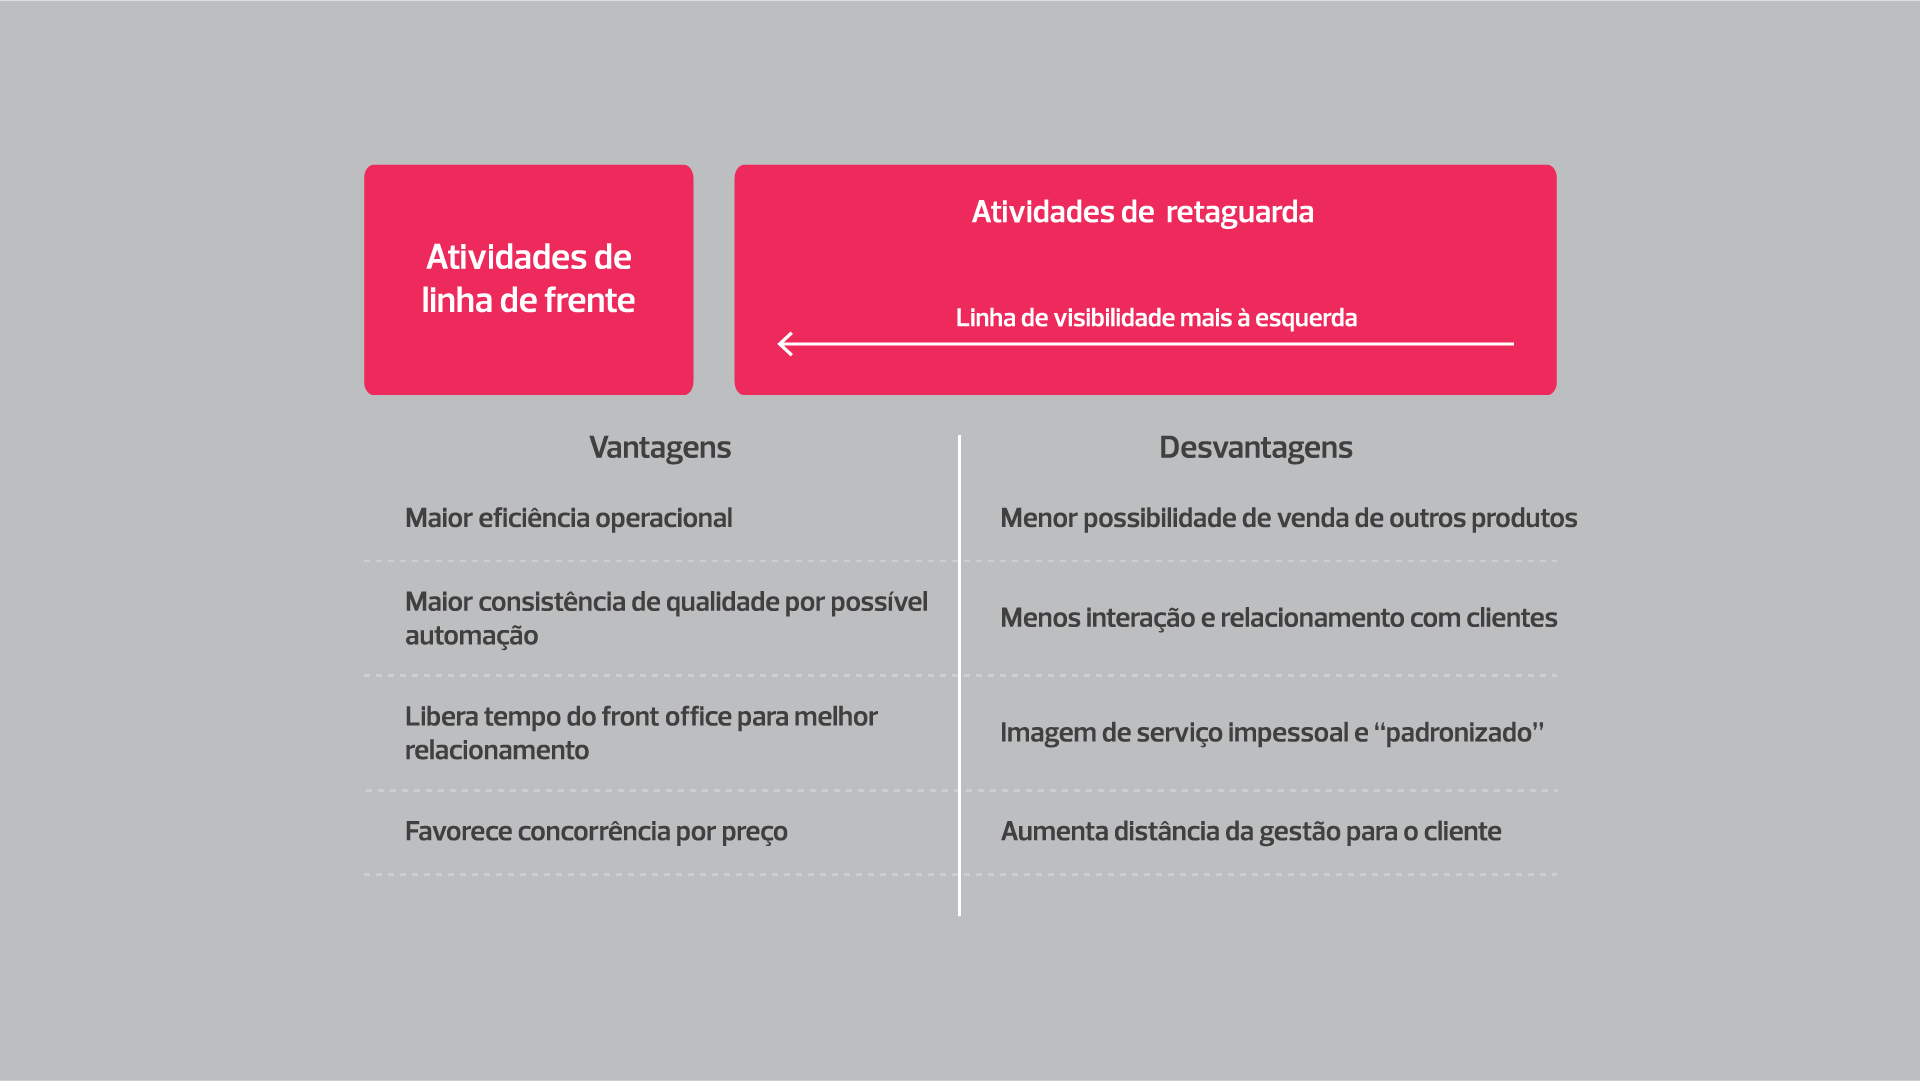 Atividades de
linha de frente
Atividades de retaguarda
Linha de visibilidade mais à esquerda
Vantagens
Desvantagens
Maior eficiência operacional
Menor possibilidade de venda de outros produtos
Maior consistência de qualidade por possível
automação
Menos interação e relacionamento com clientes
Libera tempo do front office para melhor
relacionamento
Imagem de serviço impessoal e “padronizado”
Favorece concorrência por preço
Aumenta distância da gestão para o cliente